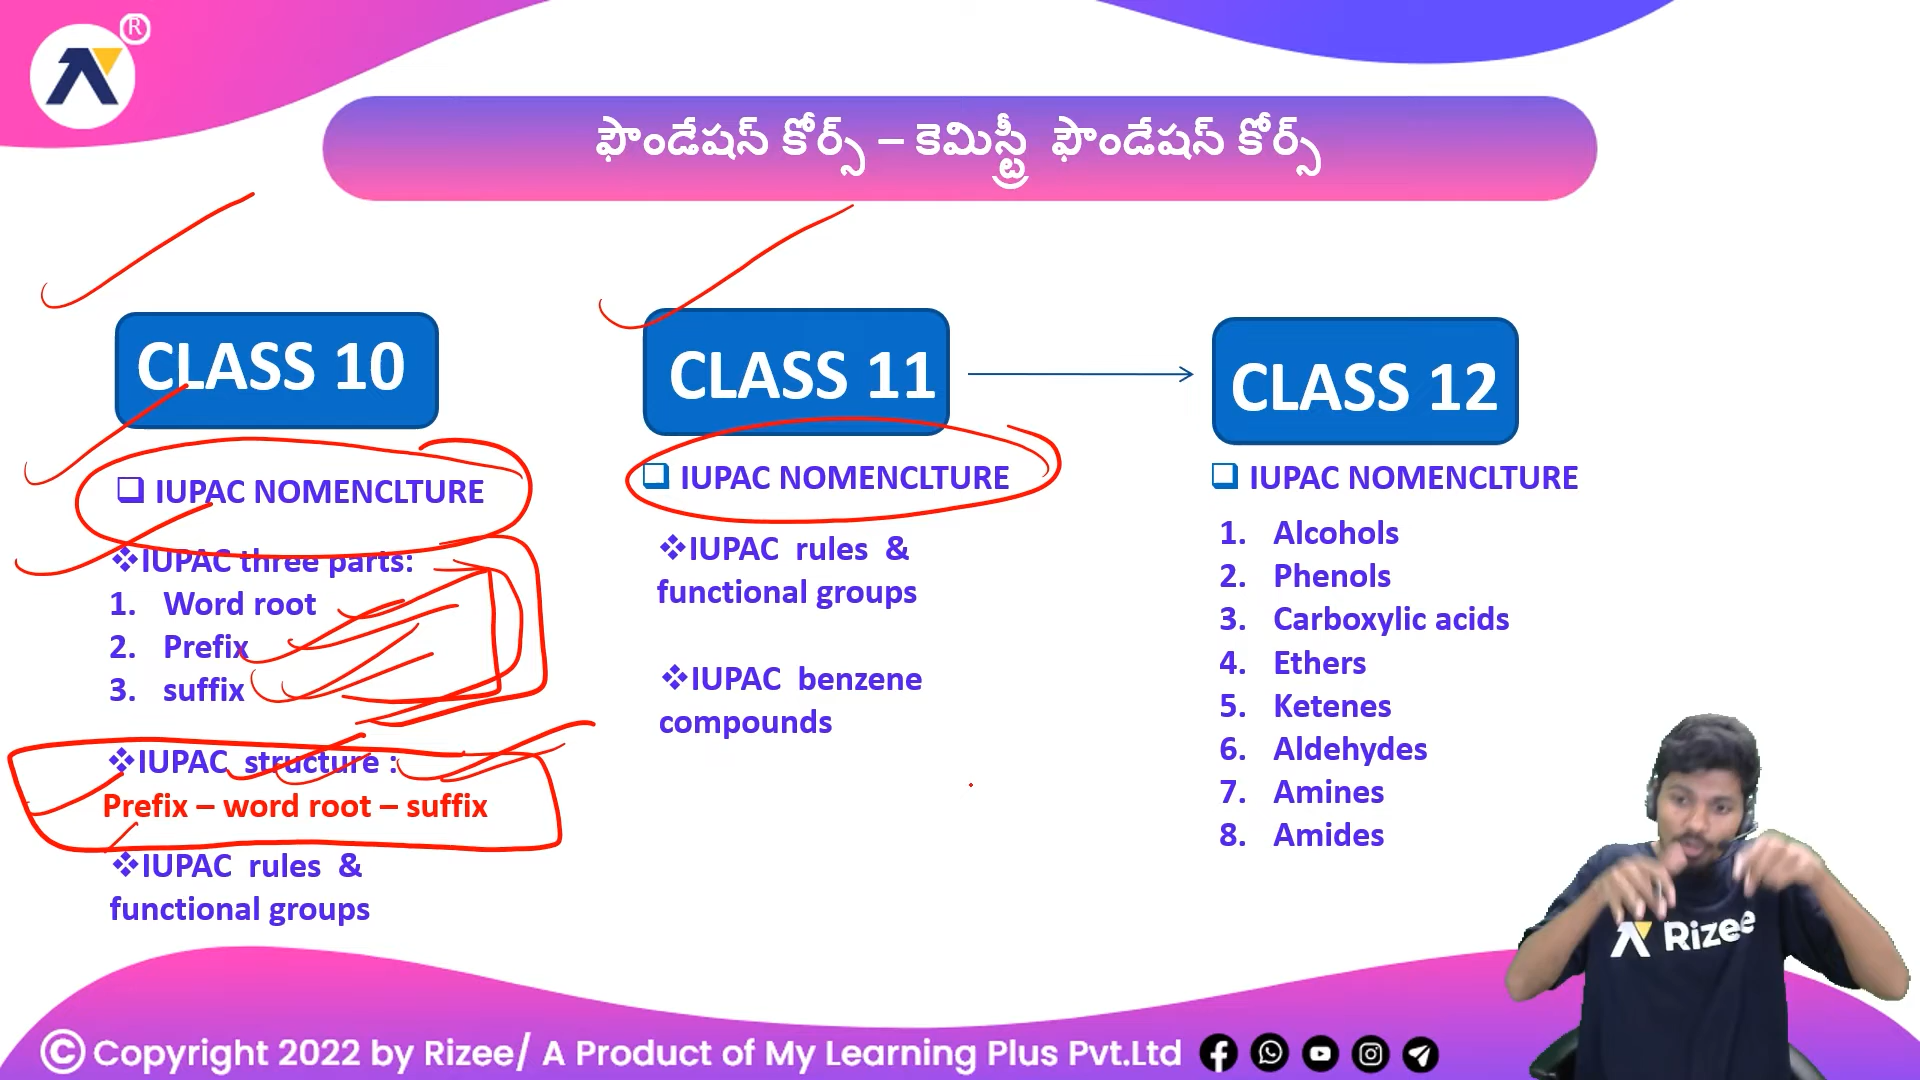 ®
ఫౌండేషన్ కోర్స్ – కెమిస్ట్రీ ఫౌండేషన్ కోర్స్
CLASS 10
IUPAC NOMENCLTURE
IUPAC three parts:
1. Word root
2. Prefix
3. suffix
IUPAC structure :
Prefix – word root – suffix
IUPAC rules &
functional groups
CLASS 11
IUPAC NOMENCLTURE
IUPAC rules &
functional groups
IUPAC benzene
compounds
CLASS 12
IUPAC NOMENCLTURE
1. Alcohols
2. Phenols
3. Carboxylic acids
4. Ethers
5. Ketenes
6. Aldehydes
7. Amines
8. Amides
Rizee
© Copyright 2022 by Rizee/ A Product of My Learning Plus Pvt.Ltd